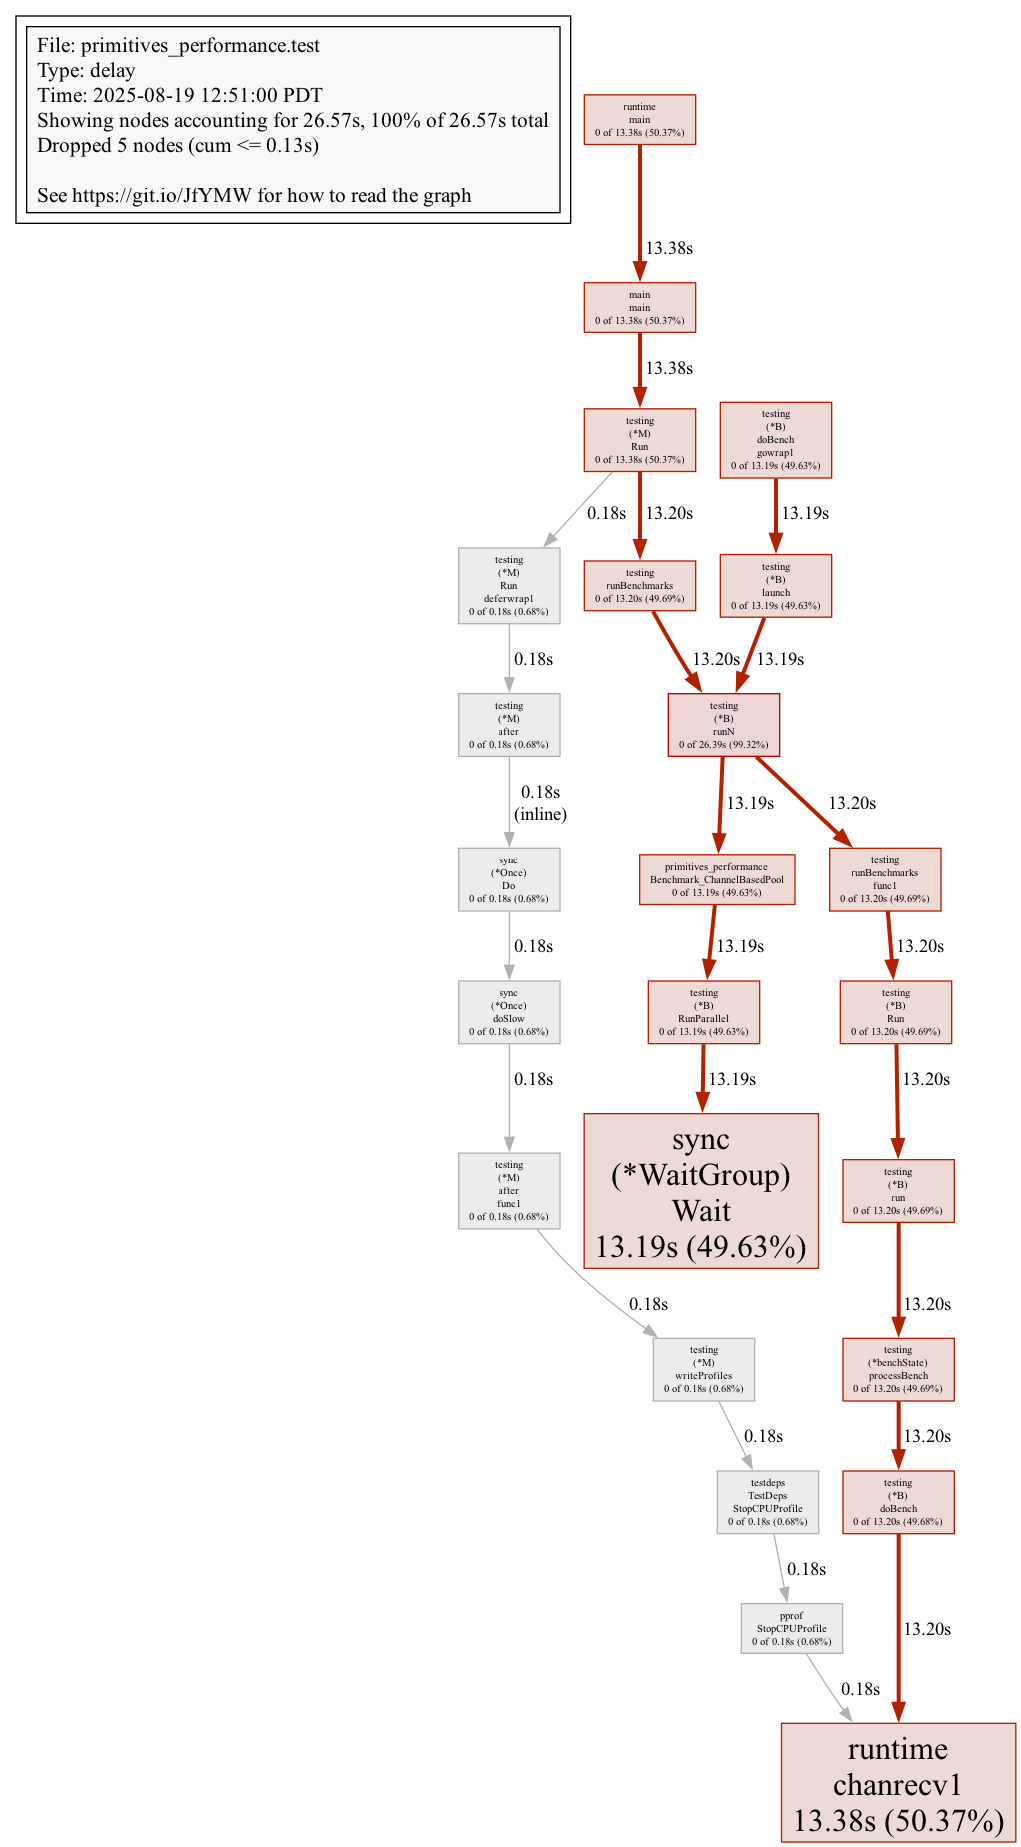 File: primitives_performance.test
Type: delay
Time: 2025-08-19 12:51:00 PDT
Showing nodes accounting for 26.57s, 100% of 26.57s total
Dropped 5 nodes (cum <= 0.13s)
See https://git.io/JfYMW for how to read the graph
runtime
main
0 of 13.38s (50.37%)
13.38s
main
main
0 of 13.38s (50.37%)
13.38s
testing
(*M)
Run
0 of 13.38s (50.37%)
testing
(*B)
doBench
gowrap1
0 of 13.19s (49.63%)
0.18s
13.20s
13.19s
testing
(*M)
Run
deferwrap1
0 of 0.18s (0.68%)
testing
runBenchmarks
0 of 13.20s (49.69%)
testing
(*B)
launch
0 of 13.19s (49.63%)
0.18s
13.20s
13.19s
testing
(*M)
after
0 of 0.18s (0.68%)
testing
(*B)
runN
0 of 26.39s (99.32%)
0.18s
(inline)
13.19s
13.20s
sync
(*Once)
Do
0 of 0.18s (0.68%)
primitives_performance
Benchmark_ChannelBasedPool
0 of 13.19s (49.63%)
testing
runBenchmarks
func1
0 of 13.20s (49.69%)
0.18s
13.19s
13.20s
sync
(*Once)
doSlow
0 of 0.18s (0.68%)
testing
(*B)
RunParallel
0 of 13.19s (49.63%)
testing
(*B)
Run
0 of 13.20s (49.69%)
0.18s
13.19s
13.20s
testing
(*M)
after
func1
0 of 0.18s (0.68%)
sync
(*WaitGroup)
Wait
13.19s (49.63%)
testing
(*B)
run
0 of 13.20s (49.69%)
0.18s
13.20s
testing
(*M)
writeProfiles
0 of 0.18s (0.68%)
testing
(*benchState)
processBench
0 of 13.20s (49.69%)
0.18s
13.20s
testdeps
TestDeps
StopCPUProfile
0 of 0.18s (0.68%)
testing
(*B)
doBench
0 of 13.20s (49.68%)
0.18s
13.20s
pprof
StopCPUProfile
0 of 0.18s (0.68%)
0.18s
runtime
chanrecv1
13.38s (50.37%)